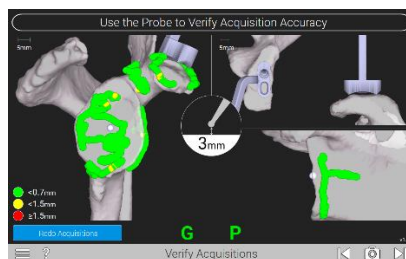 Use the Probe to Verify Acquisition Accuracy
5mm
5mm
3mm
<0.7mm
<1.5mm
≥1.5mm
Redo Acquisitions
G P
? Verify Acquisitions